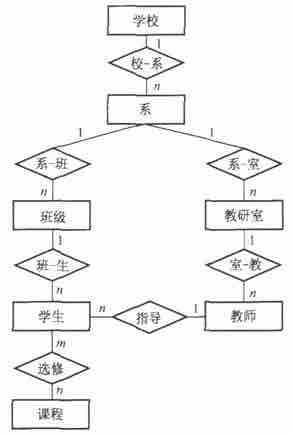 学校
1
校-系
n
系
1 1
系-班 系-室
n n
班级 教研室
1 1
班-生 室-教
n n
学生 n 指导 1 教师
m
选修
n
课程